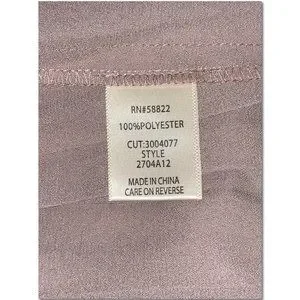 RN#58822
100%POLYESTER
CUT:3004077
STYLE
2704A12
MADE IN CHINA
CARE ON REVERSE